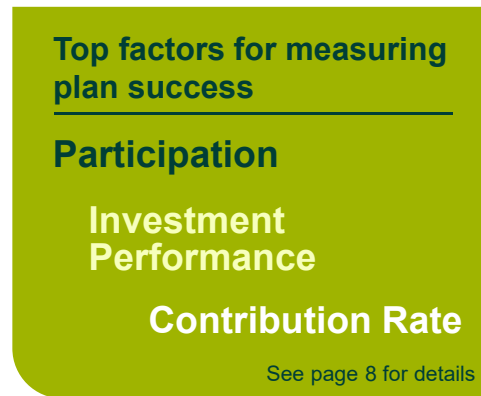 Top factors for measuring
plan success
Participation
Investment
Performance
Contribution Rate
See page 8 for details